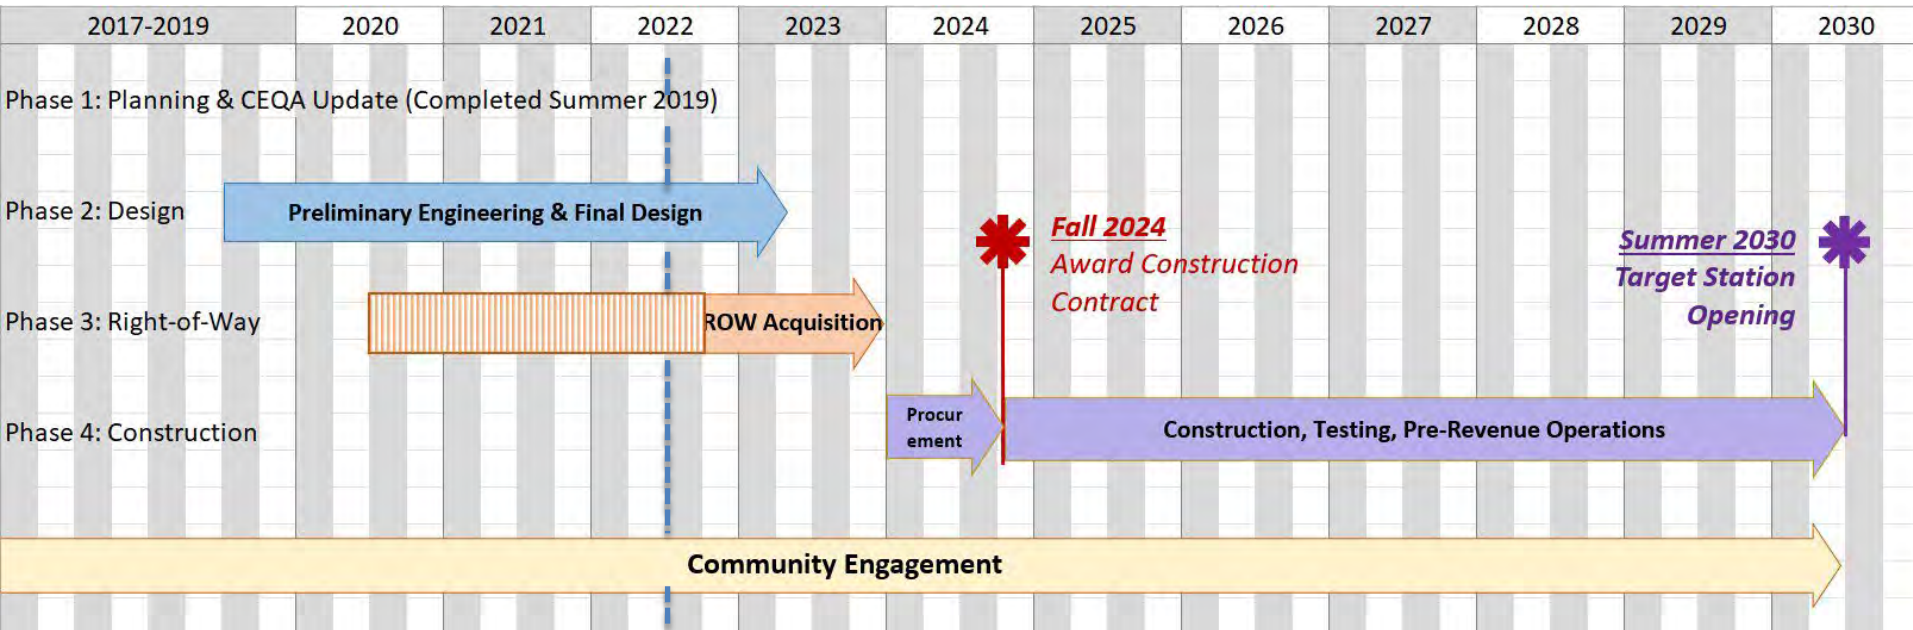 2017-2019 2020 2021 2022 2023 2024 2025 2026 2027 2028 2029 2030
Phase 1: Planning & CEQA Update (Completed Summer 2019)
Phase 2: Design
Preliminary Engineering & Final Design
Fall 2024
Award Construction
Contract
Summer 2030
Target Station
Opening
Phase 3: Right-of-Way
ROW Acquisition
Phase 4: Construction
Procur
ement
Construction, Testing, Pre-Revenue Operations
Community Engagement